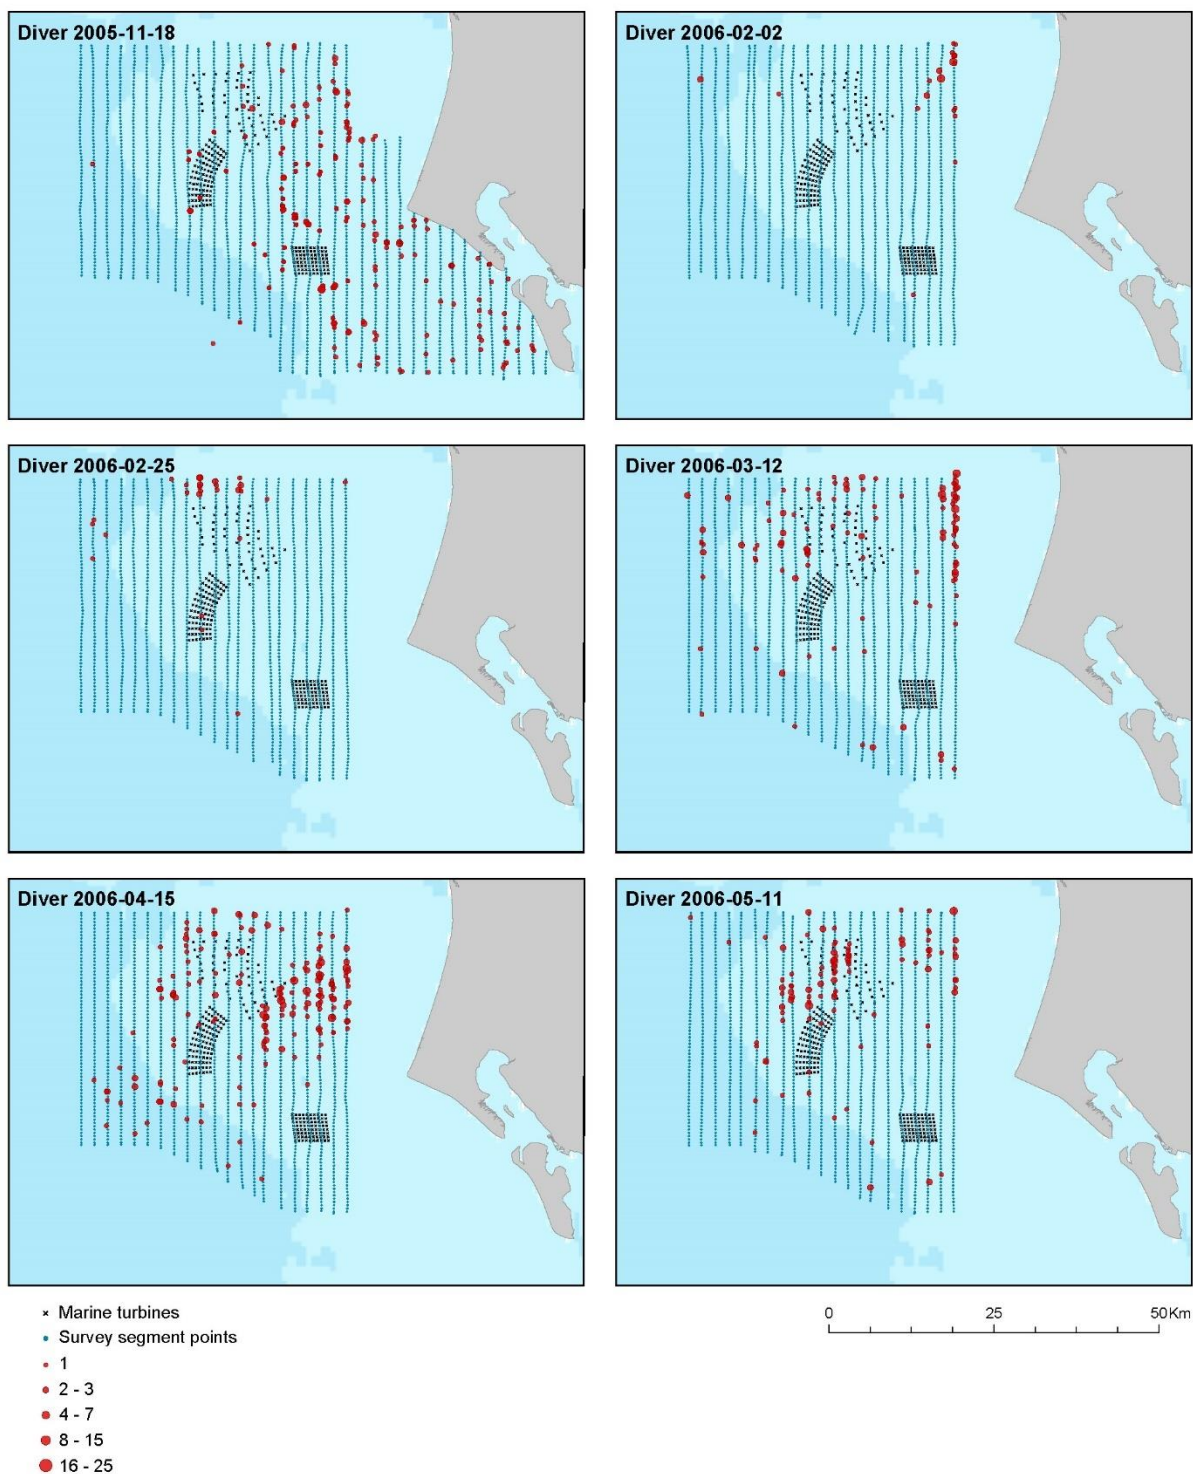 Diver 2005-11-18
Diver 2006-02-02
Diver 2006-02-25
Diver 2006-03-12
Diver 2006-04-15
Diver 2006-05-11
Marine turbines
Survey segment points
1
2 - 3
4 - 7
8 - 15
16 - 25
0 25 50Km